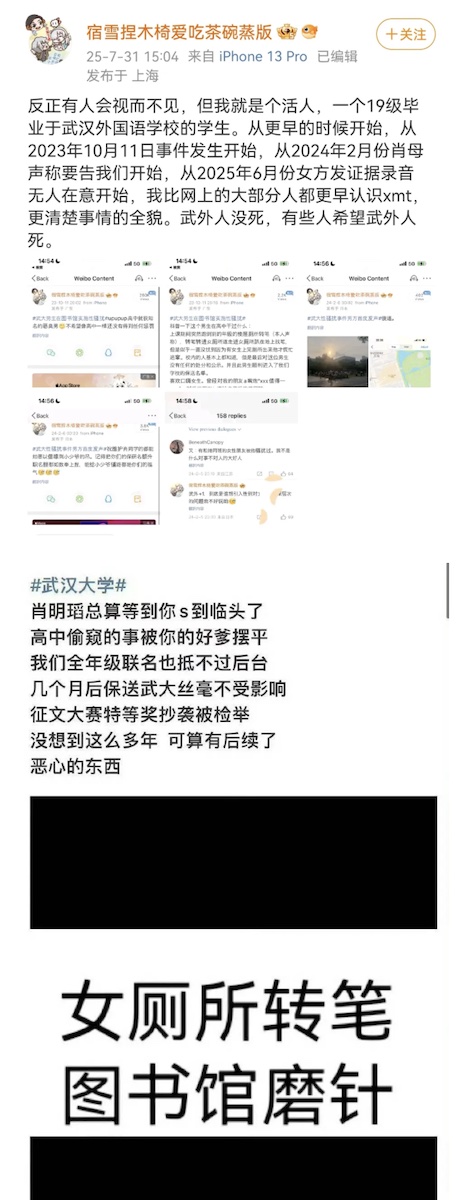 宿雪捏木椅爱吃茶碗蒸版
+关注
25-7-31 15:04 来自 iPhone 13 Pro 已编辑
发布于 上海
反正有人会视而不见，但我就是个活人，一个19级毕
业于武汉外国语学校的学生。从更早的时候开始，从
2023年10月11日事件发生开始，从2024年2月份肖母
声称要告我们开始，从2025年6月份女方发证据录音
无人在意开始，我比网上的大部分人都更早认识xmt，
更清楚事情的全貌。武外人没死，有些人希望武外人
死。
14:54
5G
Back
Weibo Content
14:54
5G
Back
Weibo Content
14:56
5G
Back
Weibo Content
14:56
5G
Back
Weibo Content
14:58
5G
158 replies
View previous dialogue
#武汉大学#
肖明瑫总算等到你s到临头了
高中偷窥的事被你的好爹摆平
我们全年级联名也抵不过后台
几个月后保送武大丝毫不受影响
征文大赛特等奖抄袭被检举
没想到这么多年 可算有后续了
恶心的东西
女厕所转笔
图书馆磨针